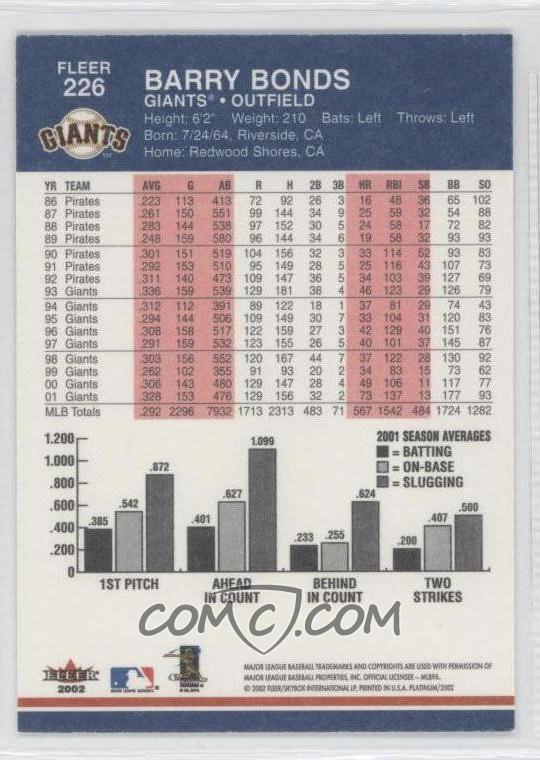 FLEER
226
BARRY BONDS
GIANTS® • OUTFIELD
Height: 6'2" Weight: 210 Bats: Left Throws: Left
Born: 7/24/64, Riverside, CA
Home: Redwood Shores, CA
GIANTS
YR TEAM AVG G AB R H 2B 3B HR RBI SB BB SO
86 Pirates .223 113 413 72 92 26 3 16 48 36 65 102
87 Pirates .261 150 551 99 144 34 9 25 59 32 54 88
88 Pirates .283 144 538 97 152 30 5 24 58 17 72 82
89 Pirates .248 159 580 96 144 34 6 19 58 32 93 93
90 Pirates .301 151 519 104 156 32 3 33 114 52 93 83
91 Pirates .292 153 510 95 149 28 5 25 116 43 107 73
92 Pirates .311 140 473 109 147 36 5 34 103 39 127 69
93 Giants .336 159 539 129 181 38 4 46 123 29 126 79
94 Giants .312 112 391 89 122 18 1 37 81 29 74 43
95 Giants .294 144 506 109 149 30 7 33 104 31 120 83
96 Giants .308 158 517 122 159 27 3 42 129 40 151 76
97 Giants .291 159 532 123 155 26 5 40 101 37 145 87
98 Giants .303 156 552 120 167 44 7 37 122 28 130 92
99 Giants .262 102 355 91 93 20 2 34 83 15 73 62
00 Giants .306 143 480 129 147 28 4 49 106 11 117 77
01 Giants .328 153 476 129 156 32 2 73 137 13 177 93
MLB Totals .292 2296 7932 1713 2313 483 71 567 1542 484 1724 1282
2001 SEASON AVERAGES
= BATTING
= ON-BASE
= SLUGGING
1.200
1.000
.800
.600
.400
.200
0
.385 .542 .872
.401 .627 1.099
.233 .255 .624
.200 .407 .500
1ST PITCH
AHEAD IN COUNT
BEHIND IN COUNT
TWO STRIKES
COMC.COM
FLEER
2002
MAJOR LEAGUE BASEBALL TRADEMARKS AND COPYRIGHTS ARE USED WITH PERMISSION OF
MAJOR LEAGUE BASEBALL PROPERTIES, INC. OFFICIAL LICENSEE – MLBPA.
© 2002 FLEER/SKYBOX INTERNATIONAL LP, PRINTED IN U.S.A. PLATINUM/2002